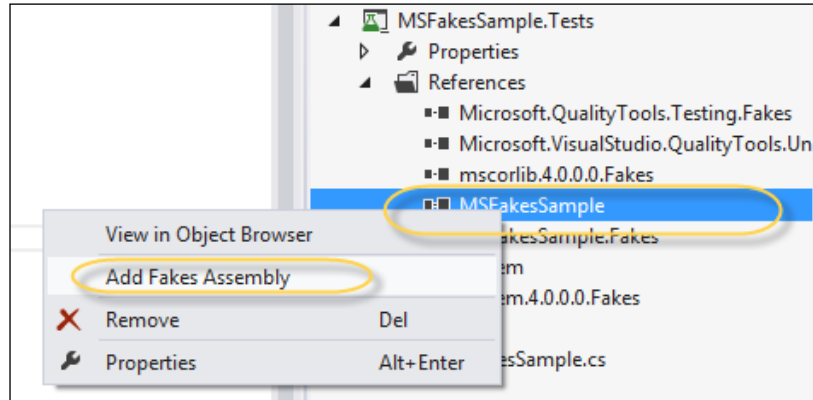 MSFakesSample.Tests
Properties
References
Microsoft.QualityTools.Testing.Fakes
Microsoft.VisualStudio.QualityTools.Un
mscorlib.4.0.0.0.Fakes
MSFakesSample
akesSample.Fakes
em
em.4.0.0.0.Fakes
esSample.cs
View in Object Browser
Add Fakes Assembly
Remove Del
Properties Alt+Enter